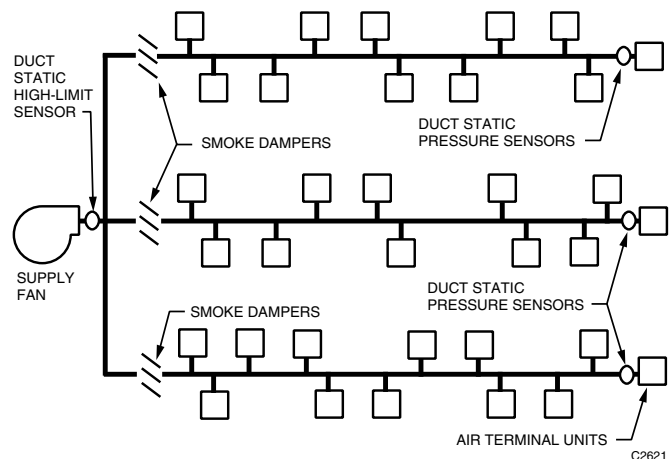 DUCT
STATIC
HIGH-LIMIT
SENSOR
SMOKE DAMPERS
DUCT STATIC
PRESSURE SENSORS
SUPPLY
FAN
SMOKE DAMPERS
DUCT STATIC
PRESSURE SENSORS
AIR TERMINAL UNITS
C2621